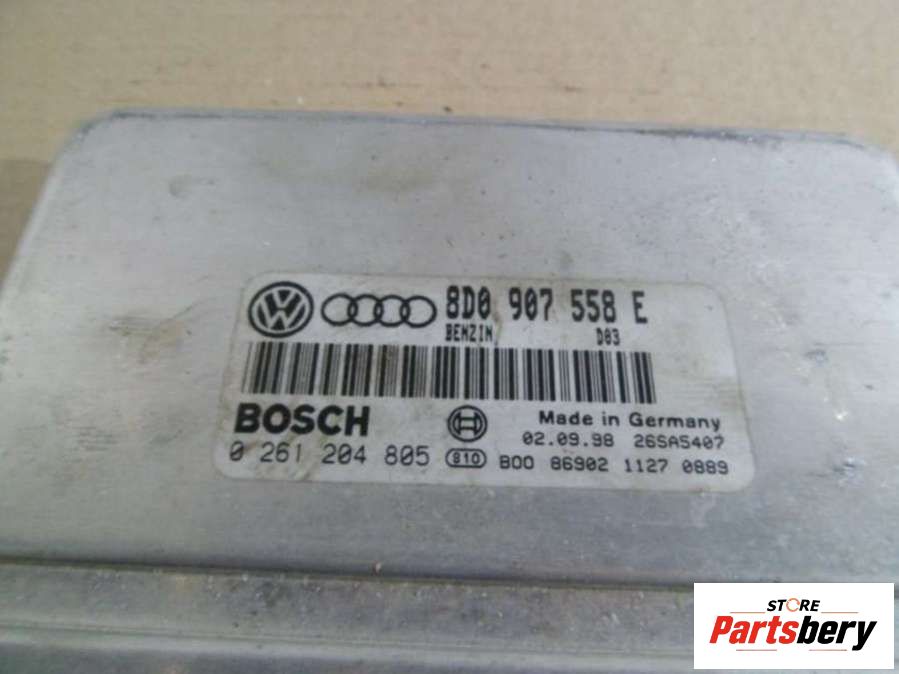 8D0 907 558 E
BENZIN D03
BOSCH
Made in Germany
02.09.98 26SA5407
0 261 204 805 810 B00 86902 1127 0889
STORE
Partsbery